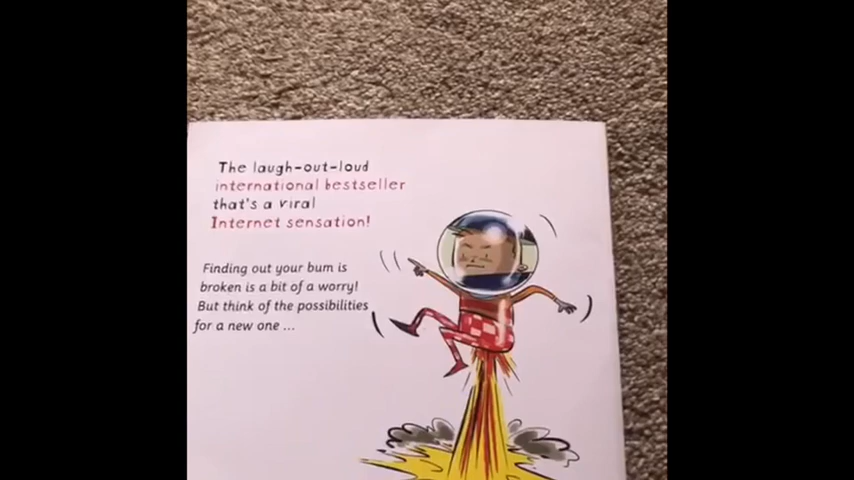 The laugh-out-loud
international bestseller
that's a viral
Internet sensation!
Finding out your bum is
broken is a bit of a worry!
But think of the possibilities
for a new one ...